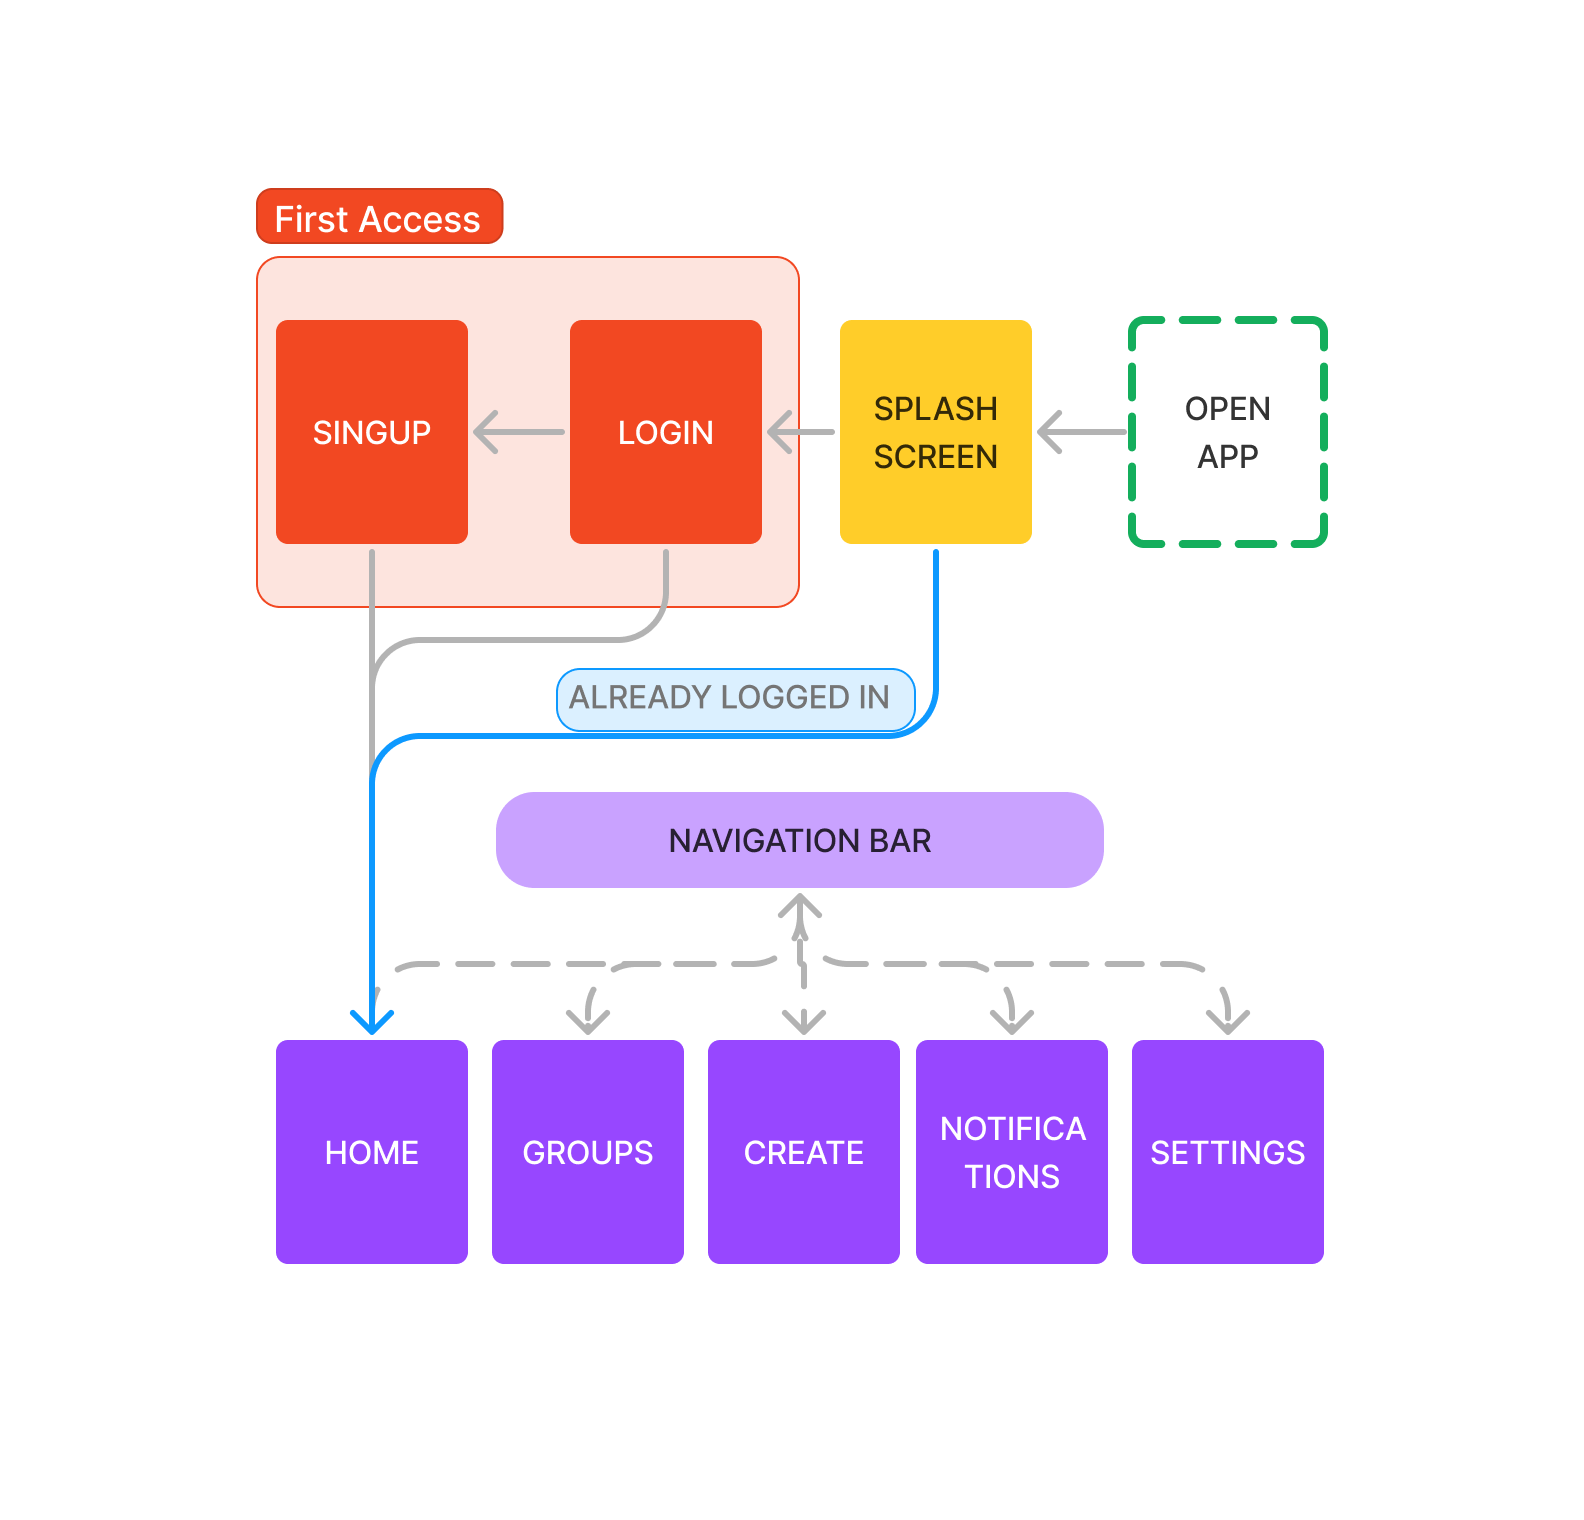 First Access
SINGUP
LOGIN
SPLASH
SCREEN
OPEN
APP
ALREADY LOGGED IN
NAVIGATION BAR
HOME
GROUPS
CREATE
NOTIFICA
TIONS
SETTINGS